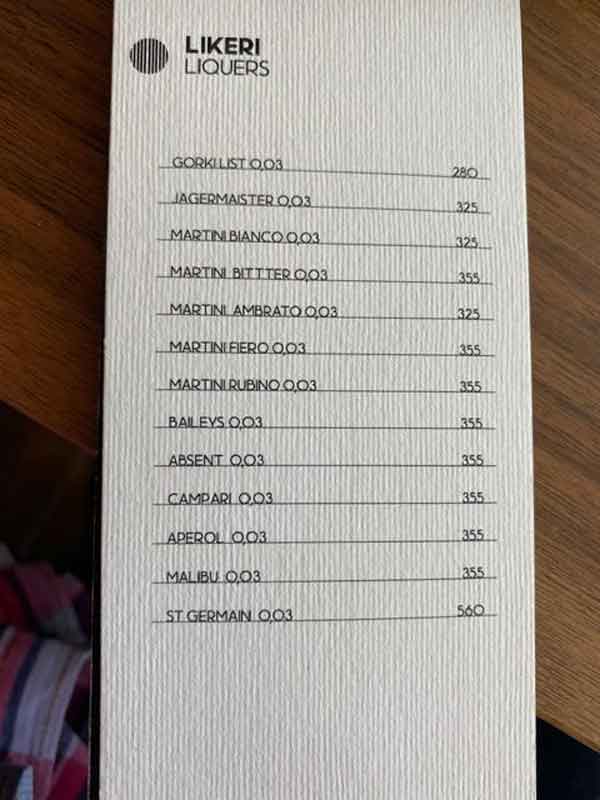 LIKERI
LIQUERS
GORKI LIST 0,03 280
JAGERMAISTER 0,03 325
MARTINI BIANCO 0,03 325
MARTINI BITTTER 0,03 355
MARTINI AMBRATO 0,03 325
MARTINI FIERO 0,03 355
MARTINI RUBINO 0,03 355
BAILEYS 0,03 355
ABSENT 0,03 355
CAMPARI 0,03 355
APEROL 0,03 355
MALIBU 0,03 355
ST GERMAIN 0,03 560